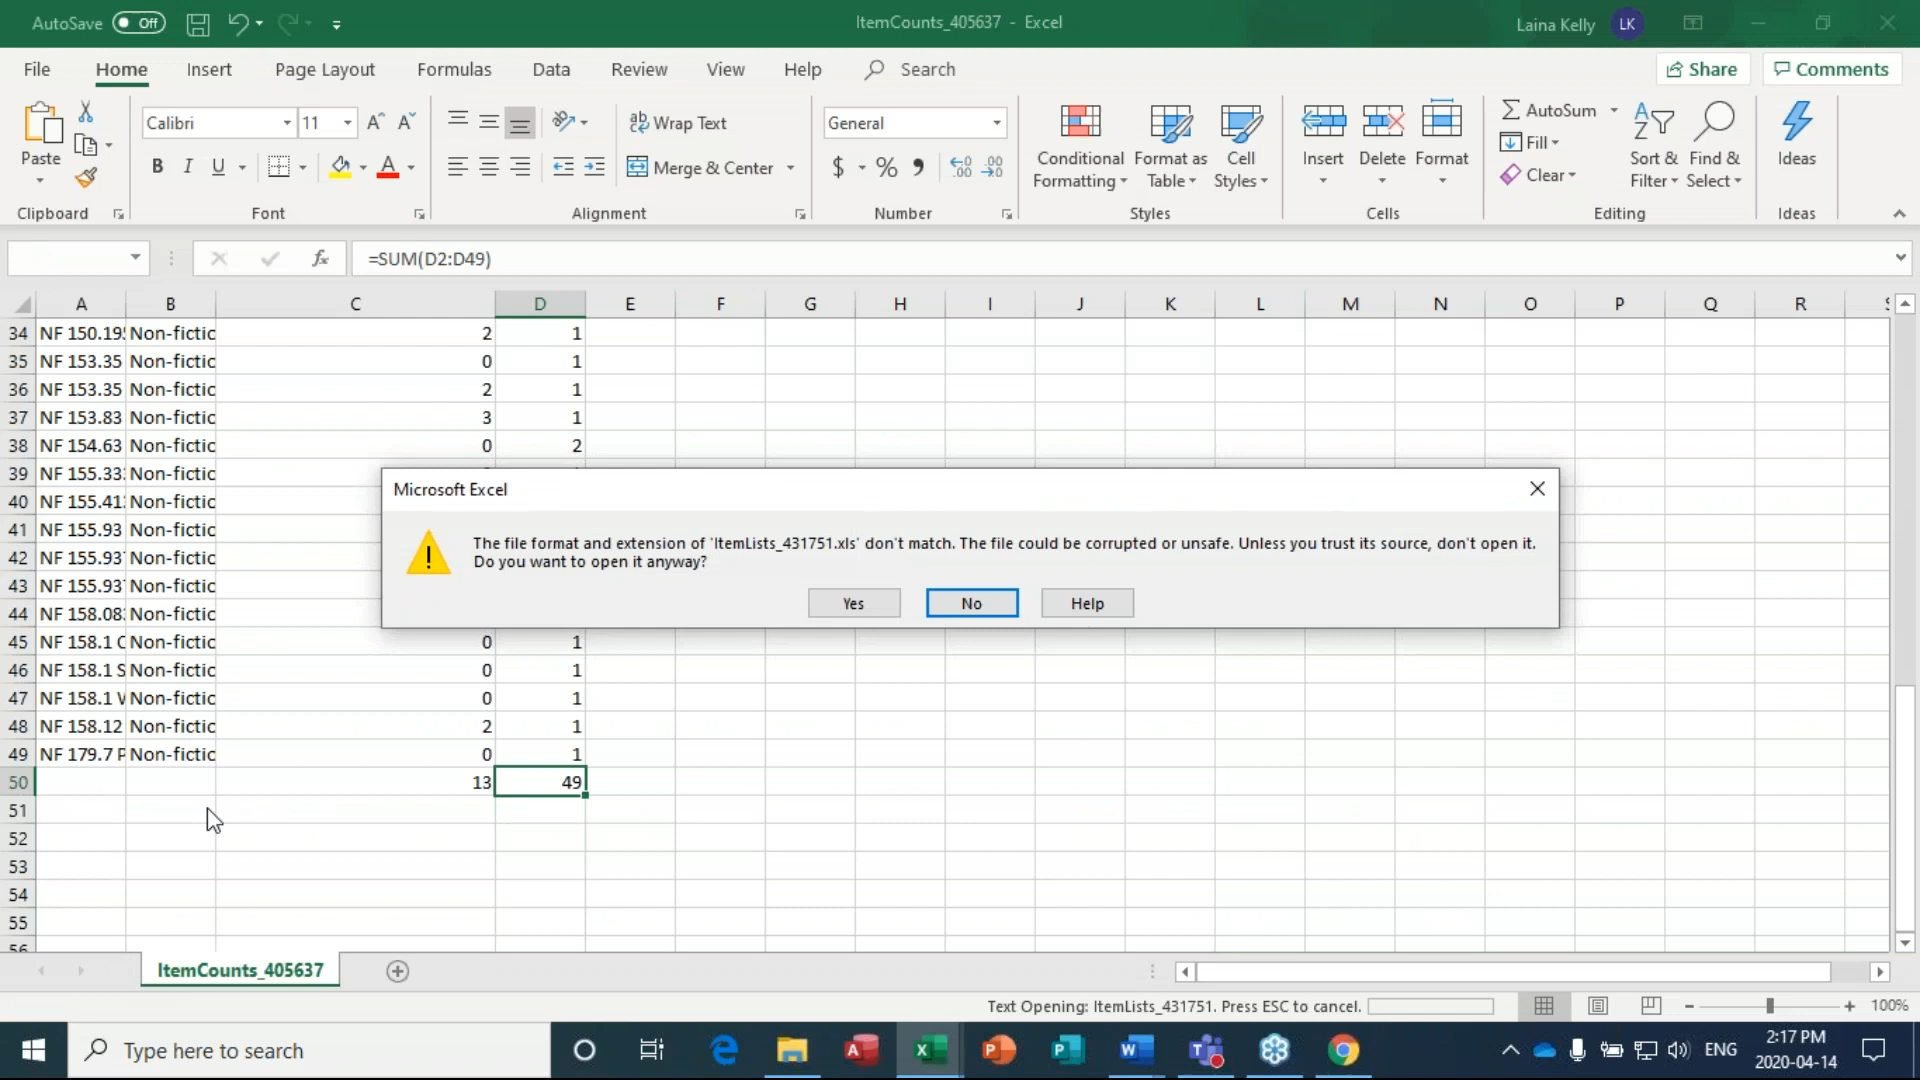 AutoSave Off
ItemCounts_405637 - Excel
Laina Kelly LK
File Home Insert Page Layout Formulas Data Review View Help Search
Share Comments
Paste
Clipboard
Calibri 11
B I U
Font
Wrap Text
Merge & Center
Alignment
General
$ % ,
Number
Conditional Formatting
Format as Table
Cell Styles
Styles
Insert Delete Format
Cells
AutoSum
Fill
Clear
Sort & Filter
Find & Select
Editing
Ideas
Ideas
fx =SUM(D2:D49)
A B C D E F G H I J K L M N O P Q R
34 NF 150.19 Non-fictic 2 1
35 NF 153.35 Non-fictic 0 1
36 NF 153.35 Non-fictic 2 1
37 NF 153.83 Non-fictic 3 1
38 NF 154.63 Non-fictic 0 2
39 NF 155.33 Non-fictic
40 NF 155.41 Non-fictic
41 NF 155.93 Non-fictic
42 NF 155.93 Non-fictic
43 NF 155.93 Non-fictic
44 NF 158.08 Non-fictic
45 NF 158.1 C Non-fictic 0 1
46 NF 158.1 S Non-fictic 0 1
47 NF 158.1 V Non-fictic 0 1
48 NF 158.12 Non-fictic 2 1
49 NF 179.7 P Non-fictic 0 1
50 13 49
51
52
53
54
55
56
Microsoft Excel
The file format and extension of 'ItemLists_431751.xls' don't match. The file could be corrupted or unsafe. Unless you trust its source, don't open it.
Do you want to open it anyway?
Yes No Help
ItemCounts_405637
Text Opening: ItemLists_431751. Press ESC to cancel.
100%
Type here to search
ENG
2:17 PM
2020-04-14